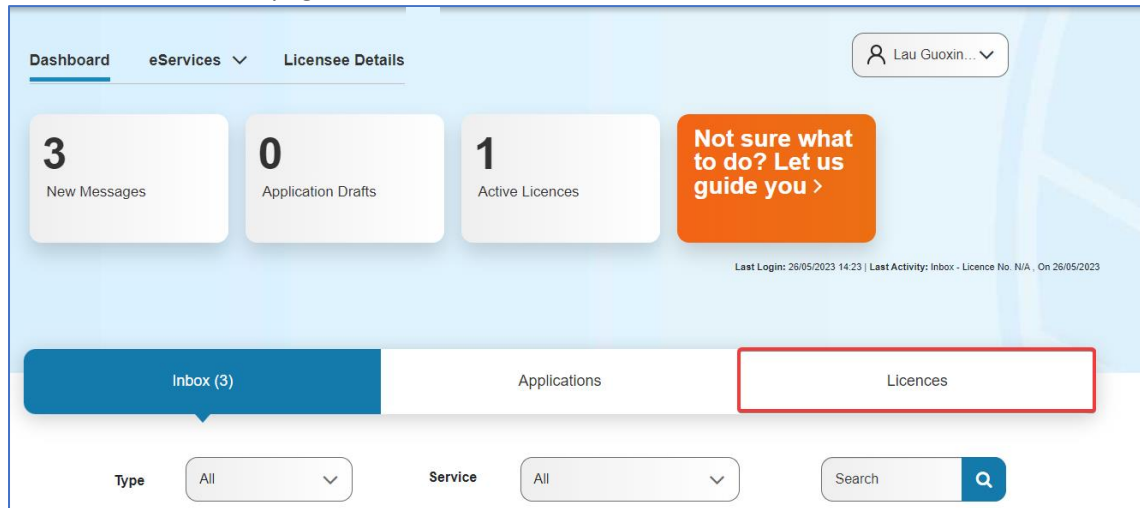 Dashboard eServices Licensee Details
Lau Guoxin...
3
New Messages
0
Application Drafts
1
Active Licences
Not sure what
to do? Let us
guide you >
Last Login: 26/05/2023 14:23 | Last Activity: Inbox - Licence No. N/A , On 26/05/2023
Inbox (3) Applications Licences
Type All Service All Search